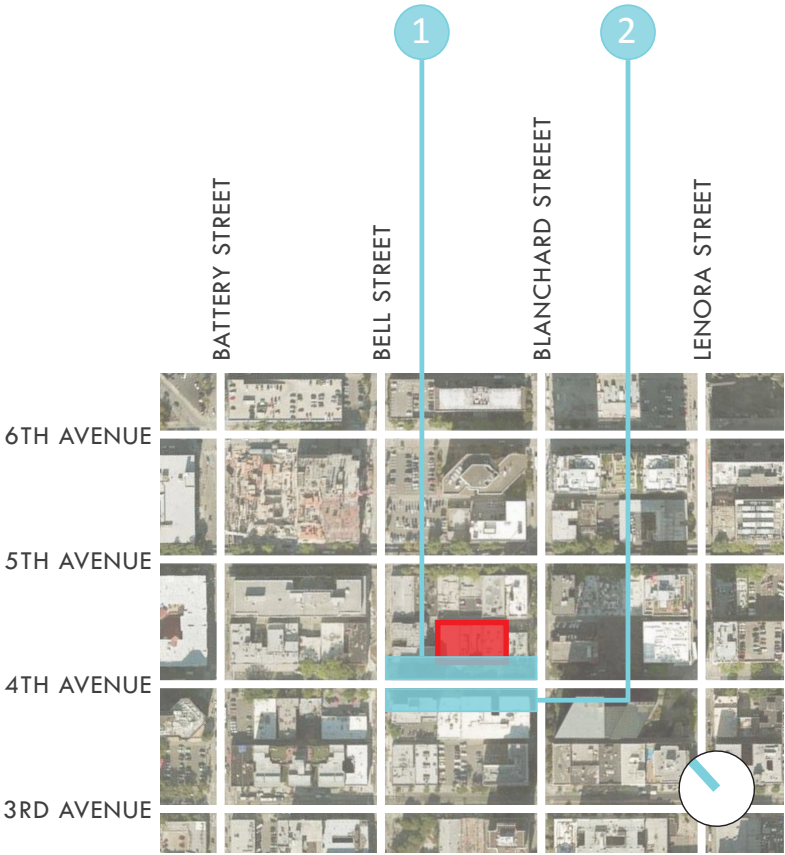 1
2
BATTERY STREET
BELL STREET
BLANCHARD STREEET
LENORA STREET
6TH AVENUE
5TH AVENUE
4TH AVENUE
3RD AVENUE